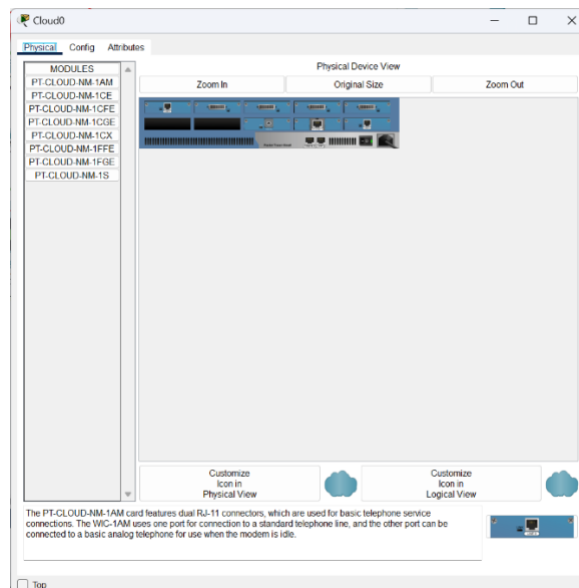 Cloud0
Physical Config Attributes
MODULES
PT-CLOUD-NM-1AM
PT-CLOUD-NM-1CE
PT-CLOUD-NM-1CFE
PT-CLOUD-NM-1CGE
PT-CLOUD-NM-1CX
PT-CLOUD-NM-1FFE
PT-CLOUD-NM-1FGE
PT-CLOUD-NM-1S
Physical Device View
Zoom In Original Size Zoom Out
Customize
Icon in
Physical View
Customize
Icon in
Logical View
The PT-CLOUD-NM-1AM card features dual RJ-11 connectors, which are used for basic telephone service
connections. The WIC-1AM uses one port for connection to a standard telephone line, and the other port can be
connected to a basic analog telephone for use when the modem is idle.
Top